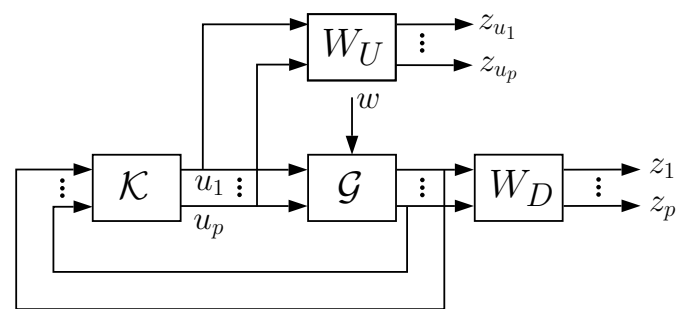 W_U
z_{u_1}
⋮
z_{u_p}
w
K
u_1
⋮
u_p
G
W_D
z_1
⋮
z_p